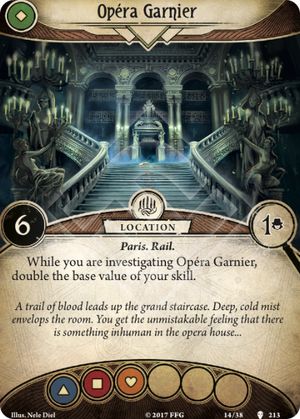 Opéra Garnier
6
LOCATION
1
Paris. Rail.
While you are investigating Opéra Garnier,
double the base value of your skill.
A trail of blood leads up the grand staircase. Deep, cold mist
envelops the room. You get the unmistakable feeling that there
is something inhuman in the opera house...
Illus. Nele Diel
© 2017 FFG
14/38
213